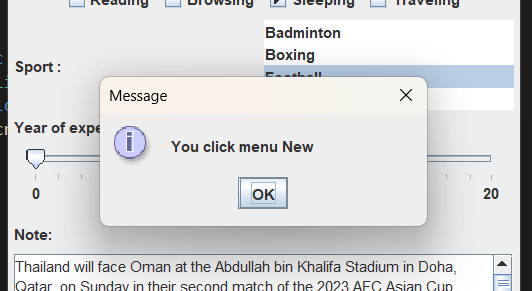 Reading Browsing Sleeping Traveling
Badminton
Boxing
Sport :
Football
Message
Year of expe
You click menu New
OK
0
20
Note:
Thailand will face Oman at the Abdullah bin Khalifa Stadium in Doha,
Qatar, on Sunday in their second match of the 2023 AFC Asian Cup